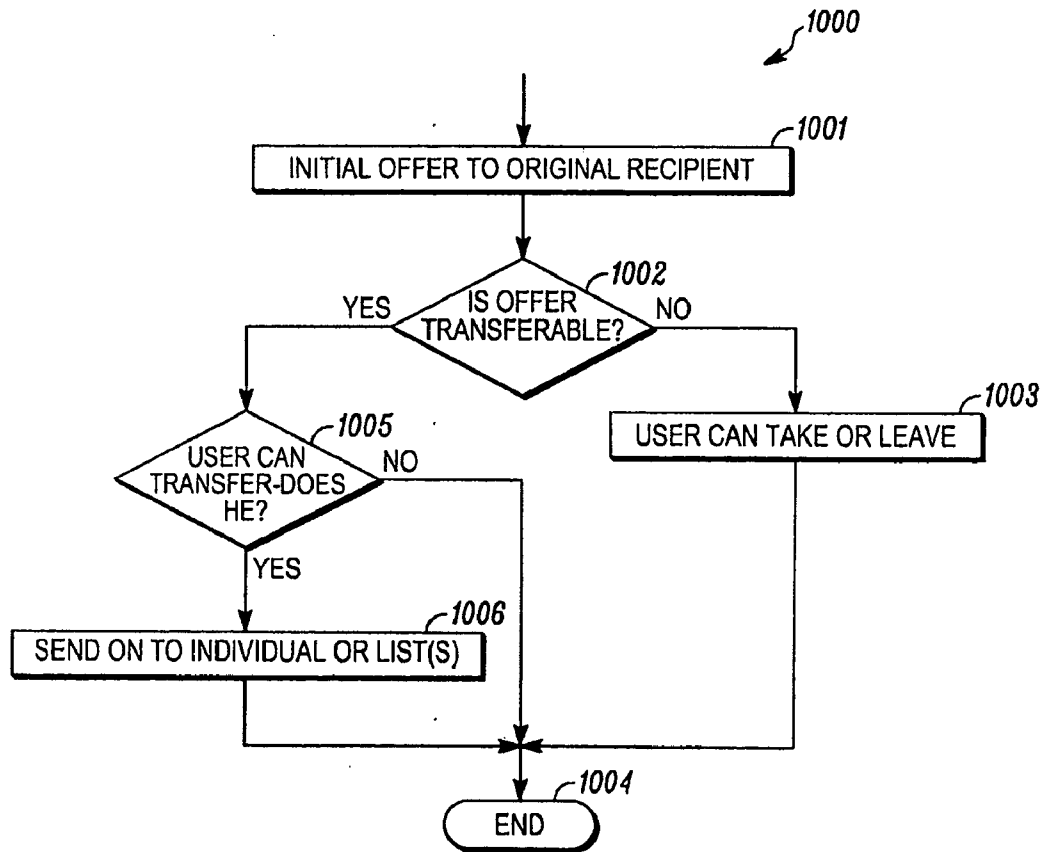 1000
1001
INITIAL OFFER TO ORIGINAL RECIPIENT
1002
YES
IS OFFER
TRANSFERABLE?
NO
1003
USER CAN TAKE OR LEAVE
1005
USER CAN
TRANSFER-DOES
HE?
NO
YES
1006
SEND ON TO INDIVIDUAL OR LIST(S)
1004
END